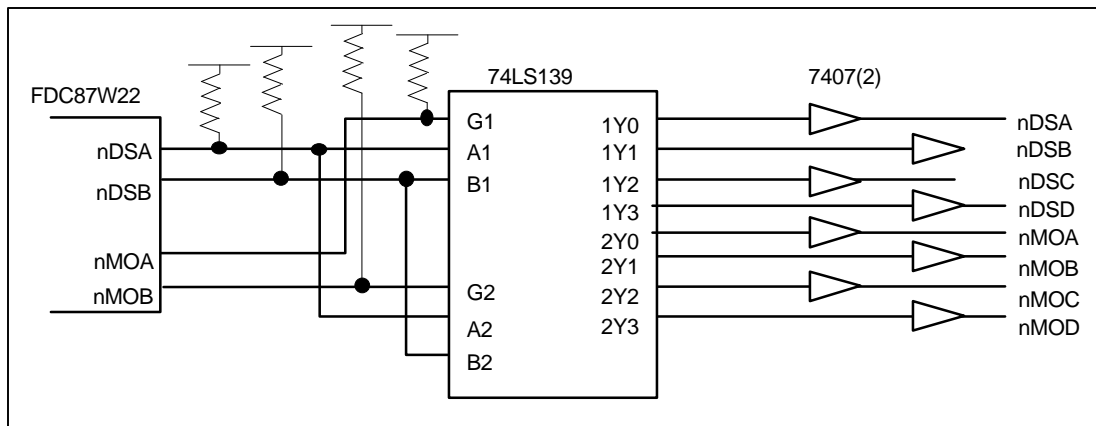 74LS139
7407(2)
FDC87W22
nDSA
nDSB
nMOA
nMOB
G1
A1
B1
G2
A2
B2
1Y0
1Y1
1Y2
1Y3
2Y0
2Y1
2Y2
2Y3
nDSA
nDSB
nDSC
nDSD
nMOA
nMOB
nMOC
nMOD